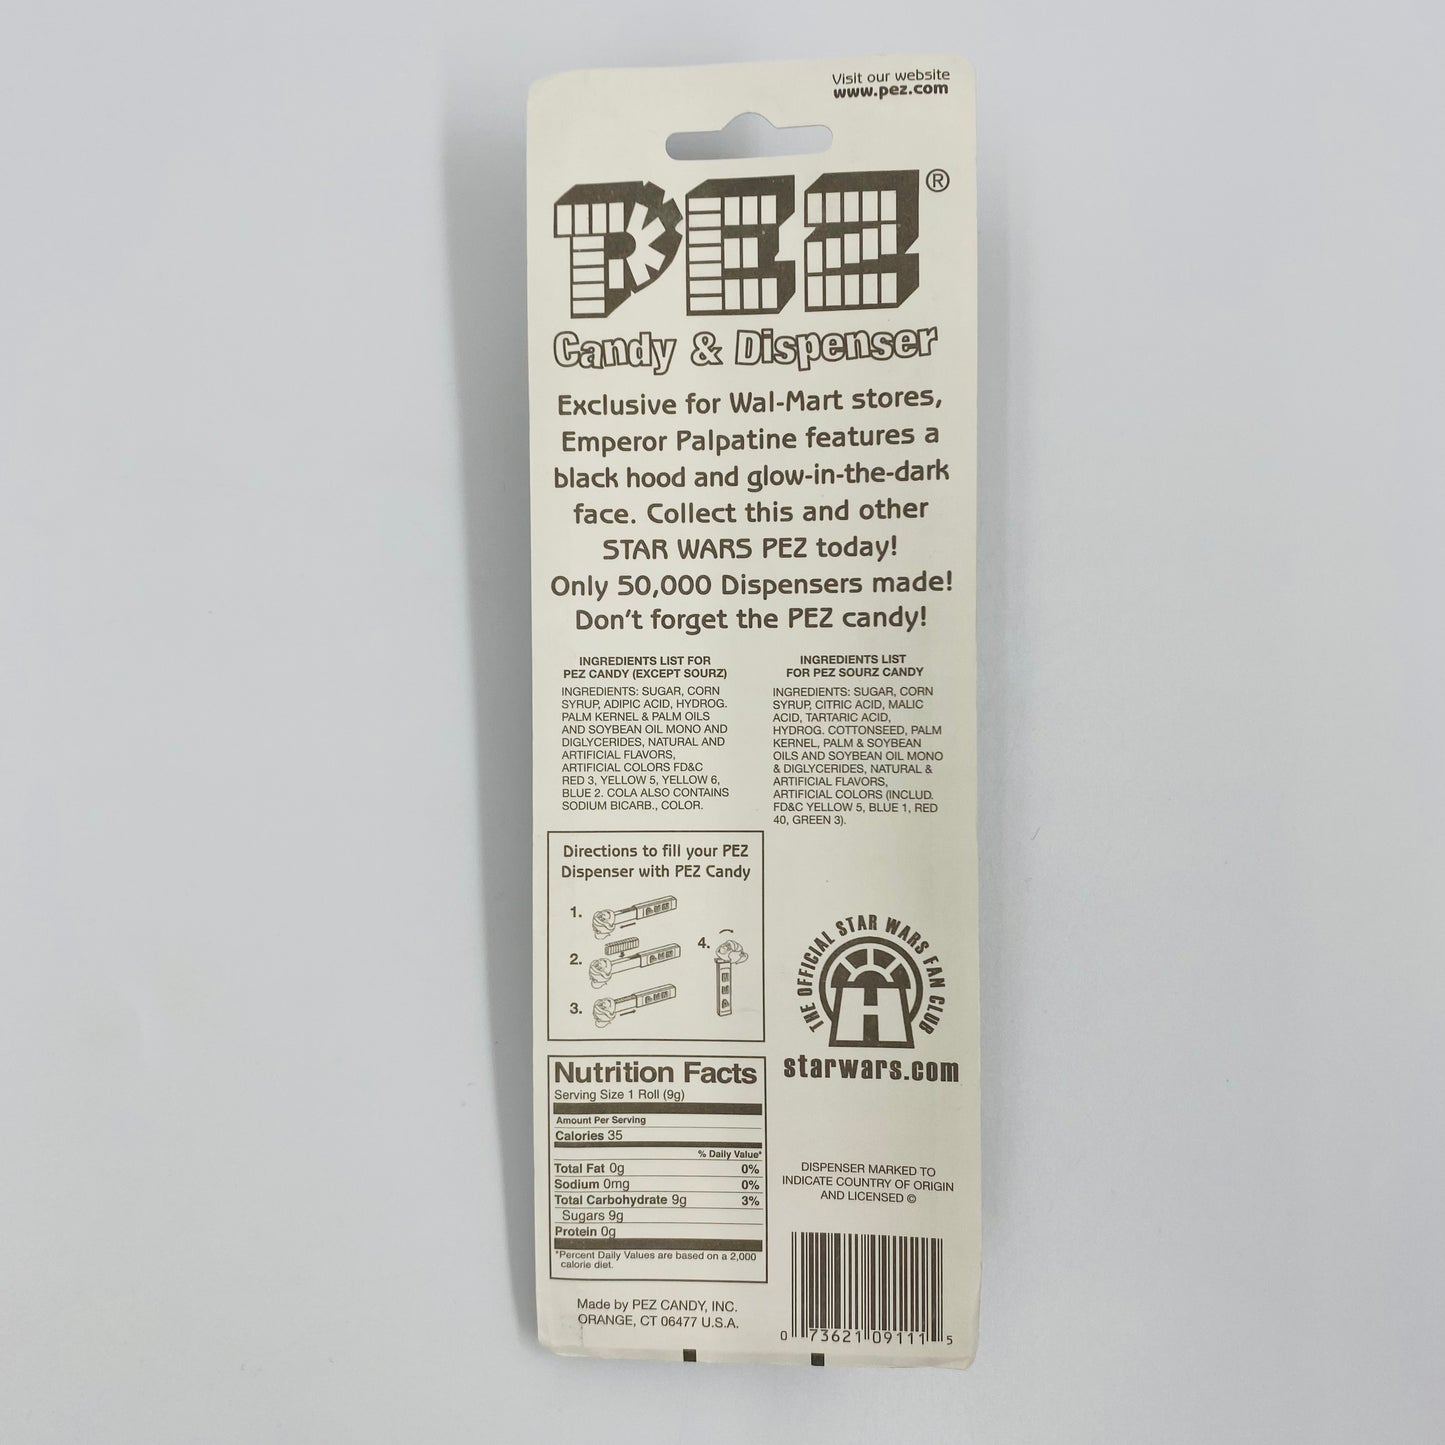 Visit our website
www.pez.com
PEZ®
Candy & Dispenser
Exclusive for Wal-Mart stores,
Emperor Palpatine features a
black hood and glow-in-the-dark
face. Collect this and other
STAR WARS PEZ today!
Only 50,000 Dispensers made!
Don't forget the PEZ candy!
INGREDIENTS LIST FOR
PEZ CANDY (EXCEPT SOURZ)
INGREDIENTS: SUGAR, CORN
SYRUP, ADIPIC ACID, HYDROG.
PALM KERNEL & PALM OILS
AND SOYBEAN OIL MONO AND
DIGLYCERIDES, NATURAL AND
ARTIFICIAL FLAVORS,
ARTIFICIAL COLORS FD&C
RED 3, YELLOW 5, YELLOW 6,
BLUE 2. COLA ALSO CONTAINS
SODIUM BICARB., COLOR.
INGREDIENTS LIST
FOR PEZ SOURZ CANDY
INGREDIENTS: SUGAR, CORN
SYRUP, CITRIC ACID, MALIC
ACID, TARTARIC ACID,
HYDROG. COTTONSEED, PALM
KERNEL, PALM & SOYBEAN
OILS AND SOYBEAN OIL MONO
& DIGLYCERIDES, NATURAL &
ARTIFICIAL FLAVORS,
ARTIFICIAL COLORS (INCLUD.
FD&C YELLOW 5, BLUE 1, RED
40, GREEN 3).
Directions to fill your PEZ
Dispenser with PEZ Candy
1.
2.
3.
4.
THE OFFICIAL STAR WARS FAN CLUB
starwars.com
Nutrition Facts
Serving Size 1 Roll (9g)
Amount Per Serving
Calories 35
% Daily Value*
Total Fat 0g 0%
Sodium 0mg 0%
Total Carbohydrate 9g 3%
Sugars 9g
Protein 0g
*Percent Daily Values are based on a 2,000
calorie diet.
DISPENSER MARKED TO
INDICATE COUNTRY OF ORIGIN
AND LICENSED ©
Made by PEZ CANDY, INC.
ORANGE, CT 06477 U.S.A.
0 73621 09111 5